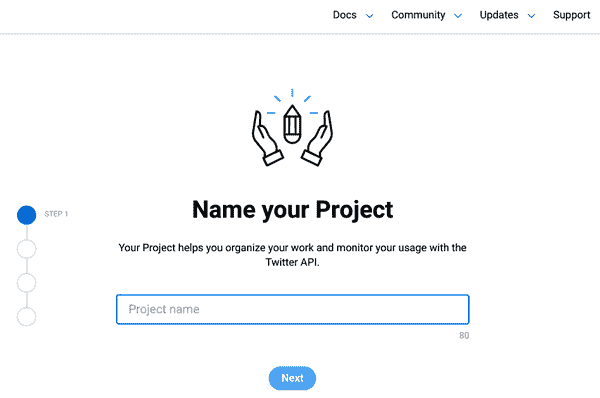 Docs Community Updates Support
Name your Project
STEP 1
Your Project helps you organize your work and monitor your usage with the
Twitter API.
Project name
80
Next